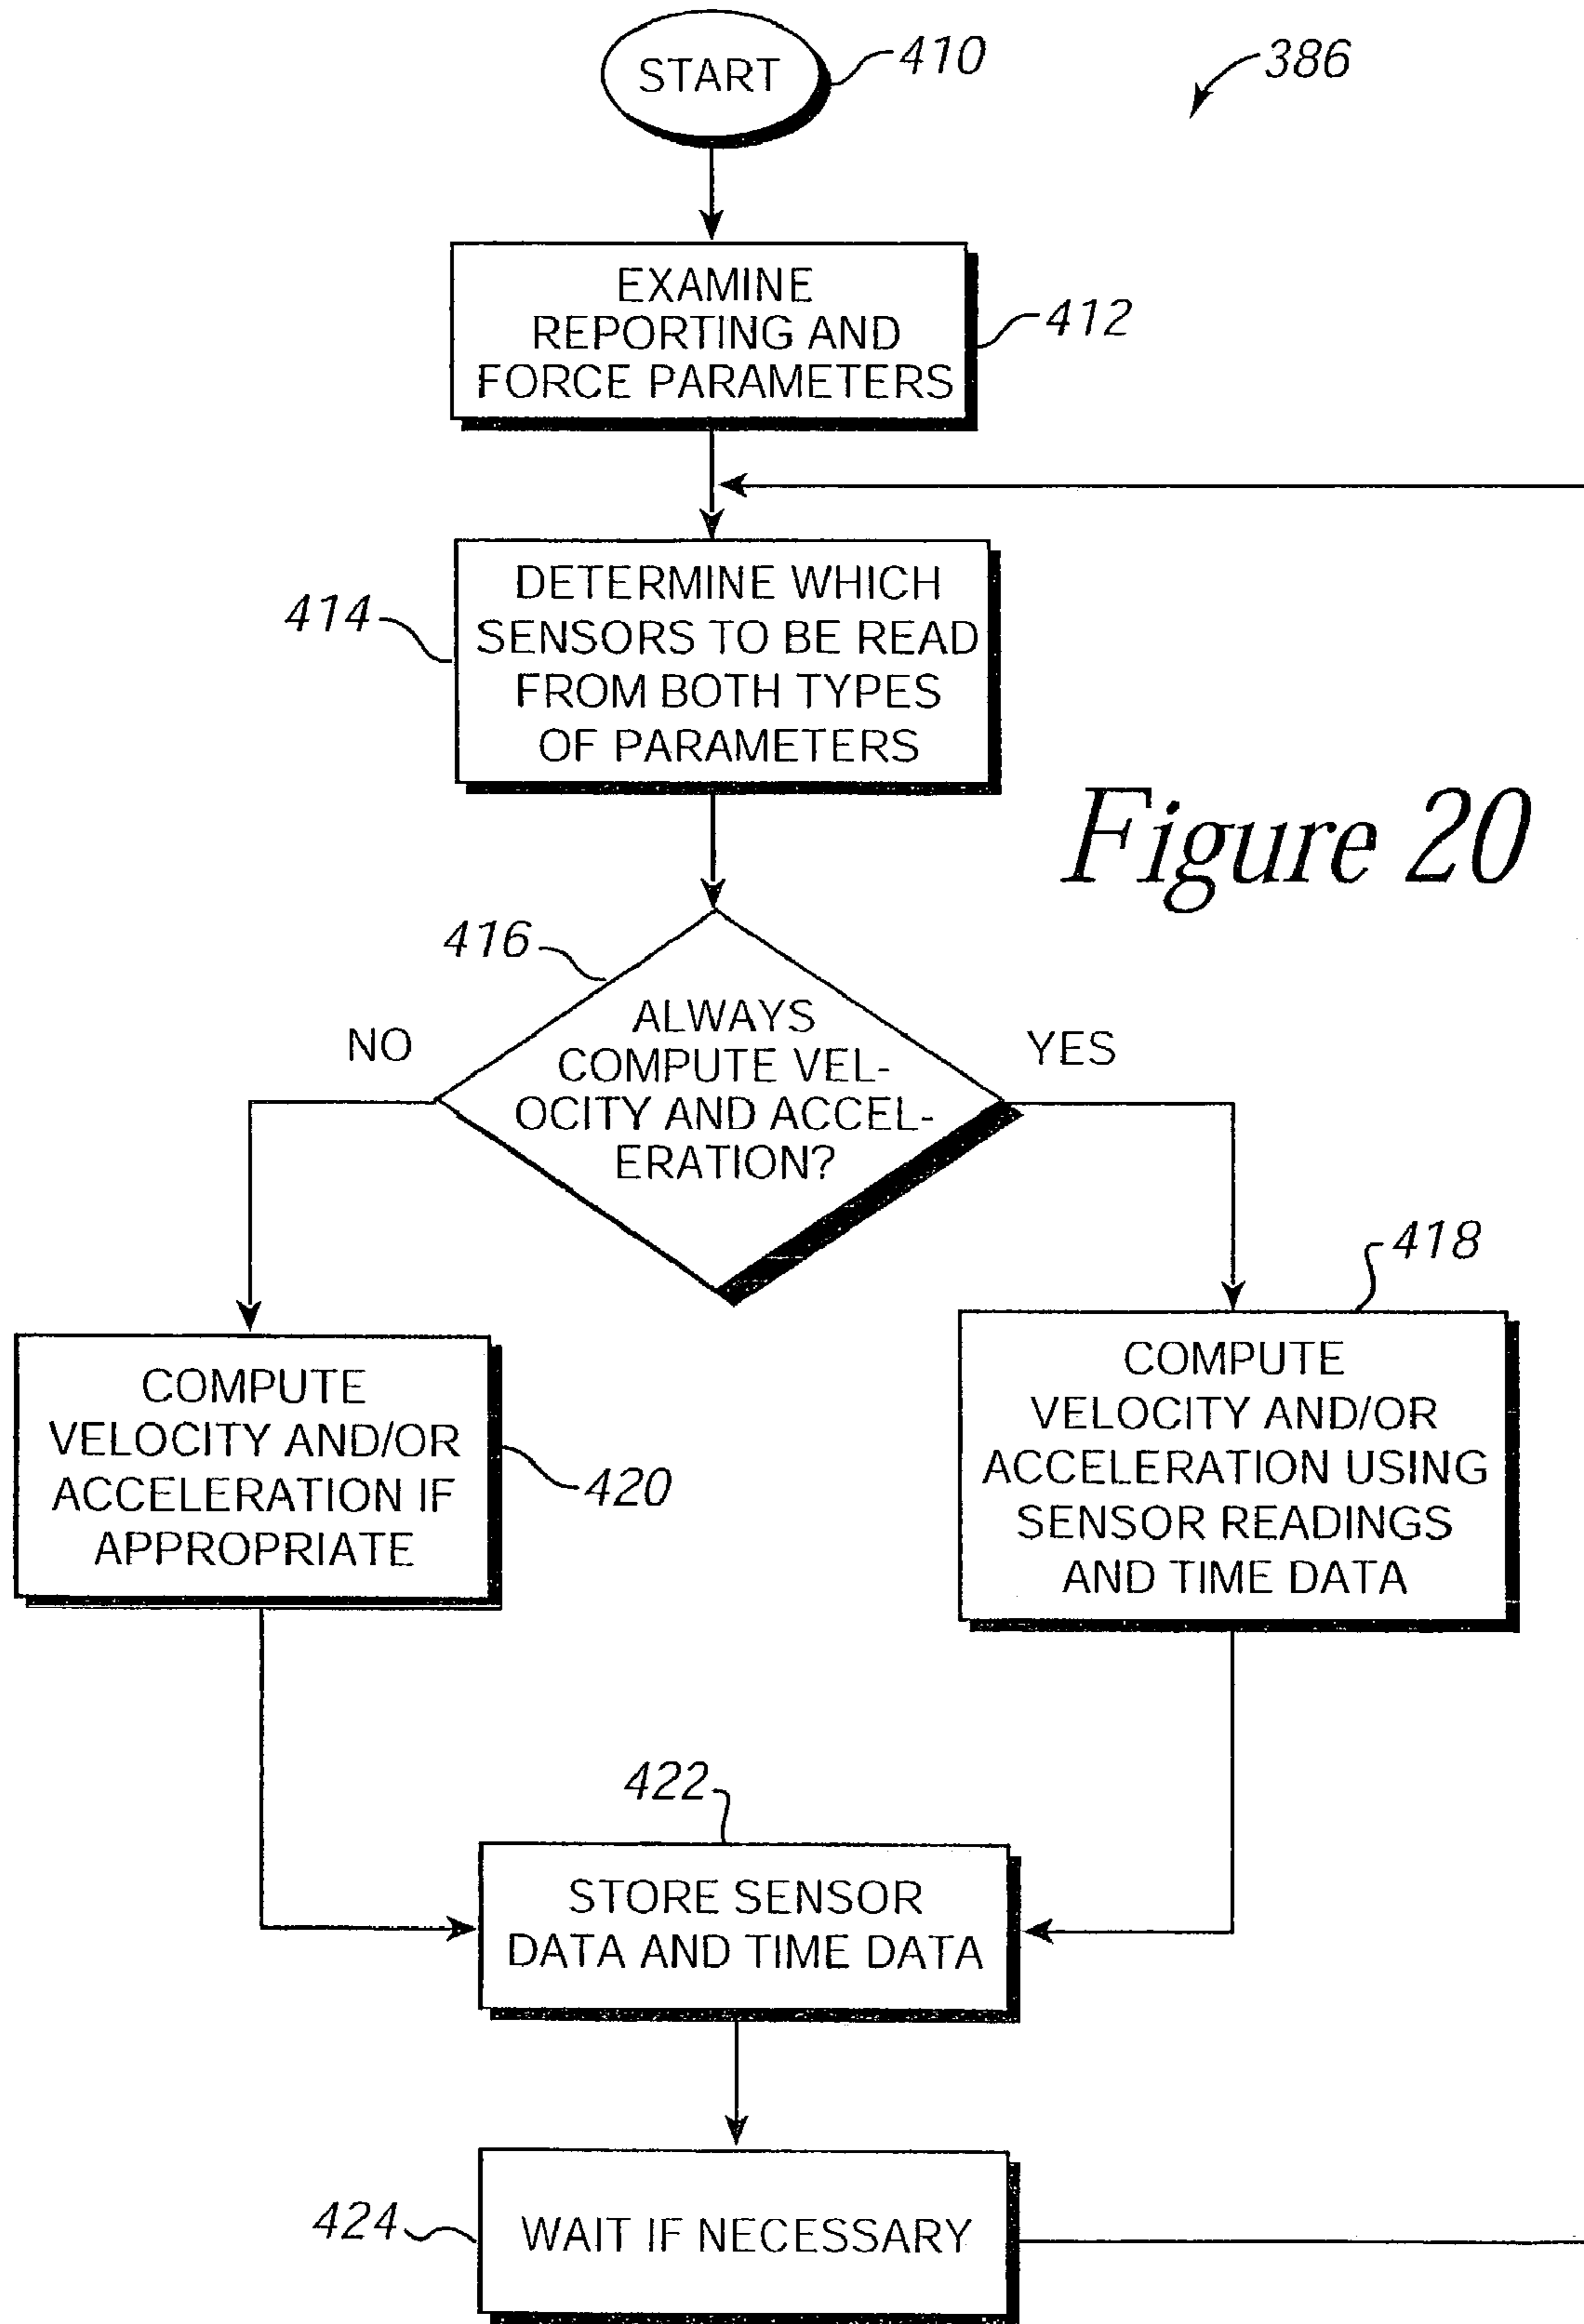 START
410
386
EXAMINE
REPORTING AND
FORCE PARAMETERS
412
DETERMINE WHICH
SENSORS TO BE READ
FROM BOTH TYPES
OF PARAMETERS
414
Figure 20
416
ALWAYS
COMPUTE VEL-
OCITY AND ACCEL-
ERATION?
NO
YES
418
COMPUTE
VELOCITY AND/OR
ACCELERATION IF
APPROPRIATE
420
COMPUTE
VELOCITY AND/OR
ACCELERATION USING
SENSOR READINGS
AND TIME DATA
422
STORE SENSOR
DATA AND TIME DATA
424
WAIT IF NECESSARY